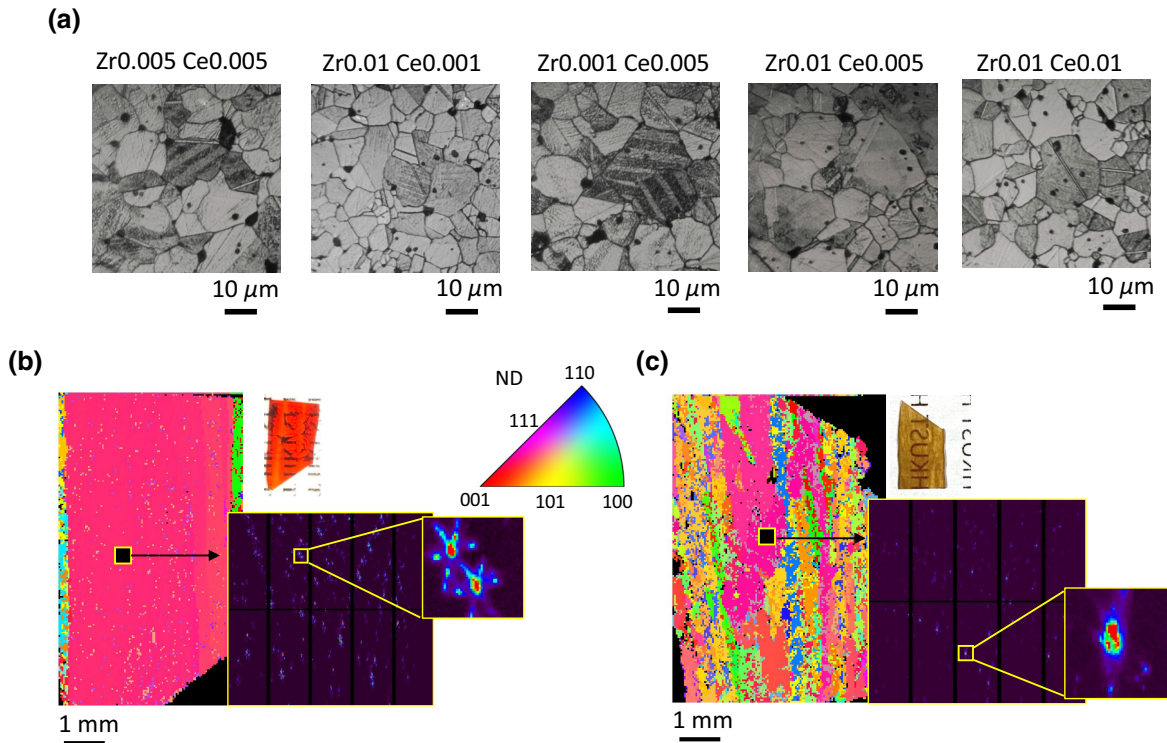 (a)
Zr0.005 Ce0.005
Zr0.01 Ce0.001
Zr0.001 Ce0.005
Zr0.01 Ce0.005
Zr0.01 Ce0.01
10 μm
10 μm
10 μm
10 μm
10 μm
(b)
ND
110
111
001
101
100
1 mm
(c)
HKUST
HKUST
1 mm